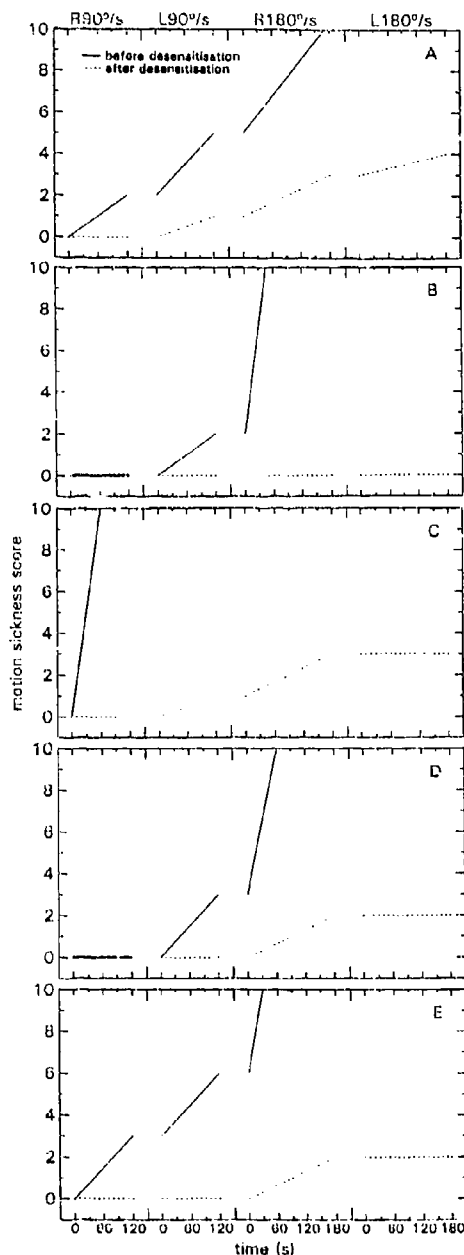 R90°/s L90°/s R180°/s L180°/s
10
before desensitisation
after desensitisation
A
8
6
4
2
0
10
B
8
6
4
2
0
10
C
8
6
4
2
0
motion sickness score
10
D
8
6
4
2
0
10
E
8
6
4
2
0
0 60 120 0 60 120 0 60 120 180 0 60 120 180
time (s)